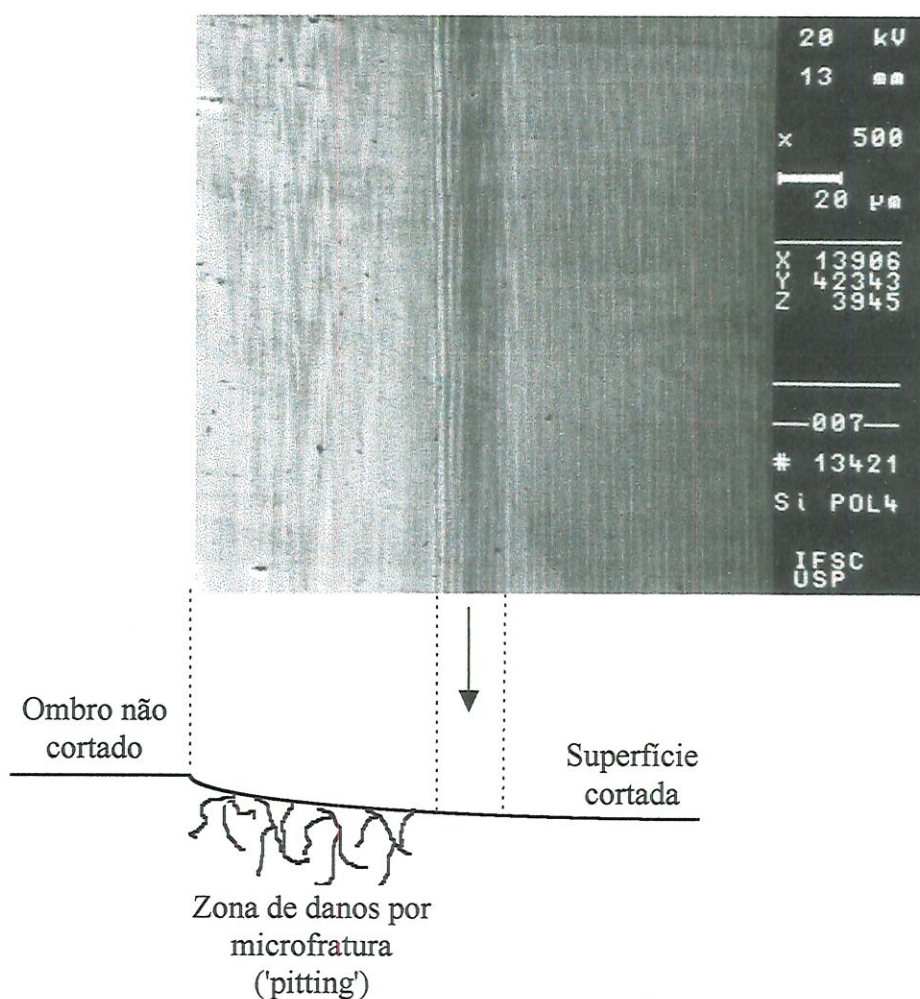 20 kV
13 mm
x 500
20 µm
X 13906
Y 42343
Z 3945
—007—
# 13421
Si POL4
IFSC
USP
Ombro não
cortado
Superfície
cortada
Zona de danos por
microfratura
('pitting')